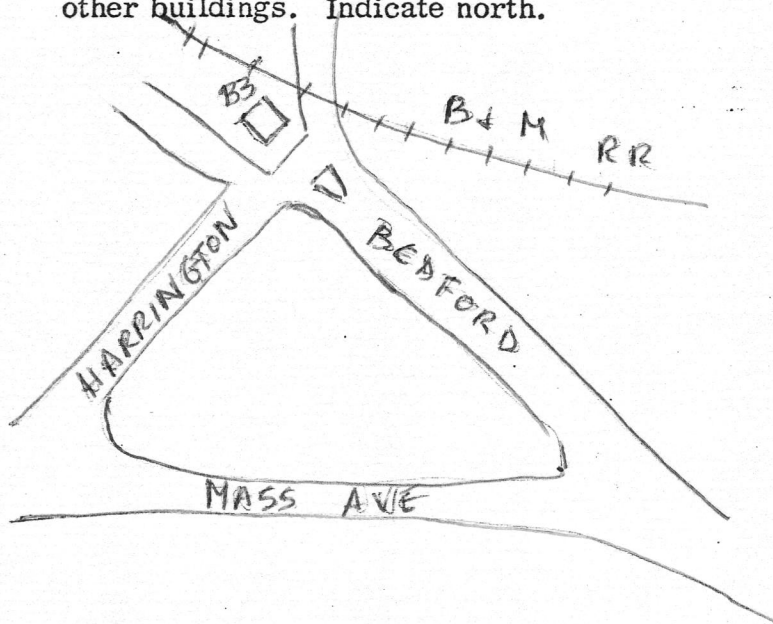 other buildings. Indicate north.
B3
B & M RR
HARRINGTON
BEDFORD
MASS AVE